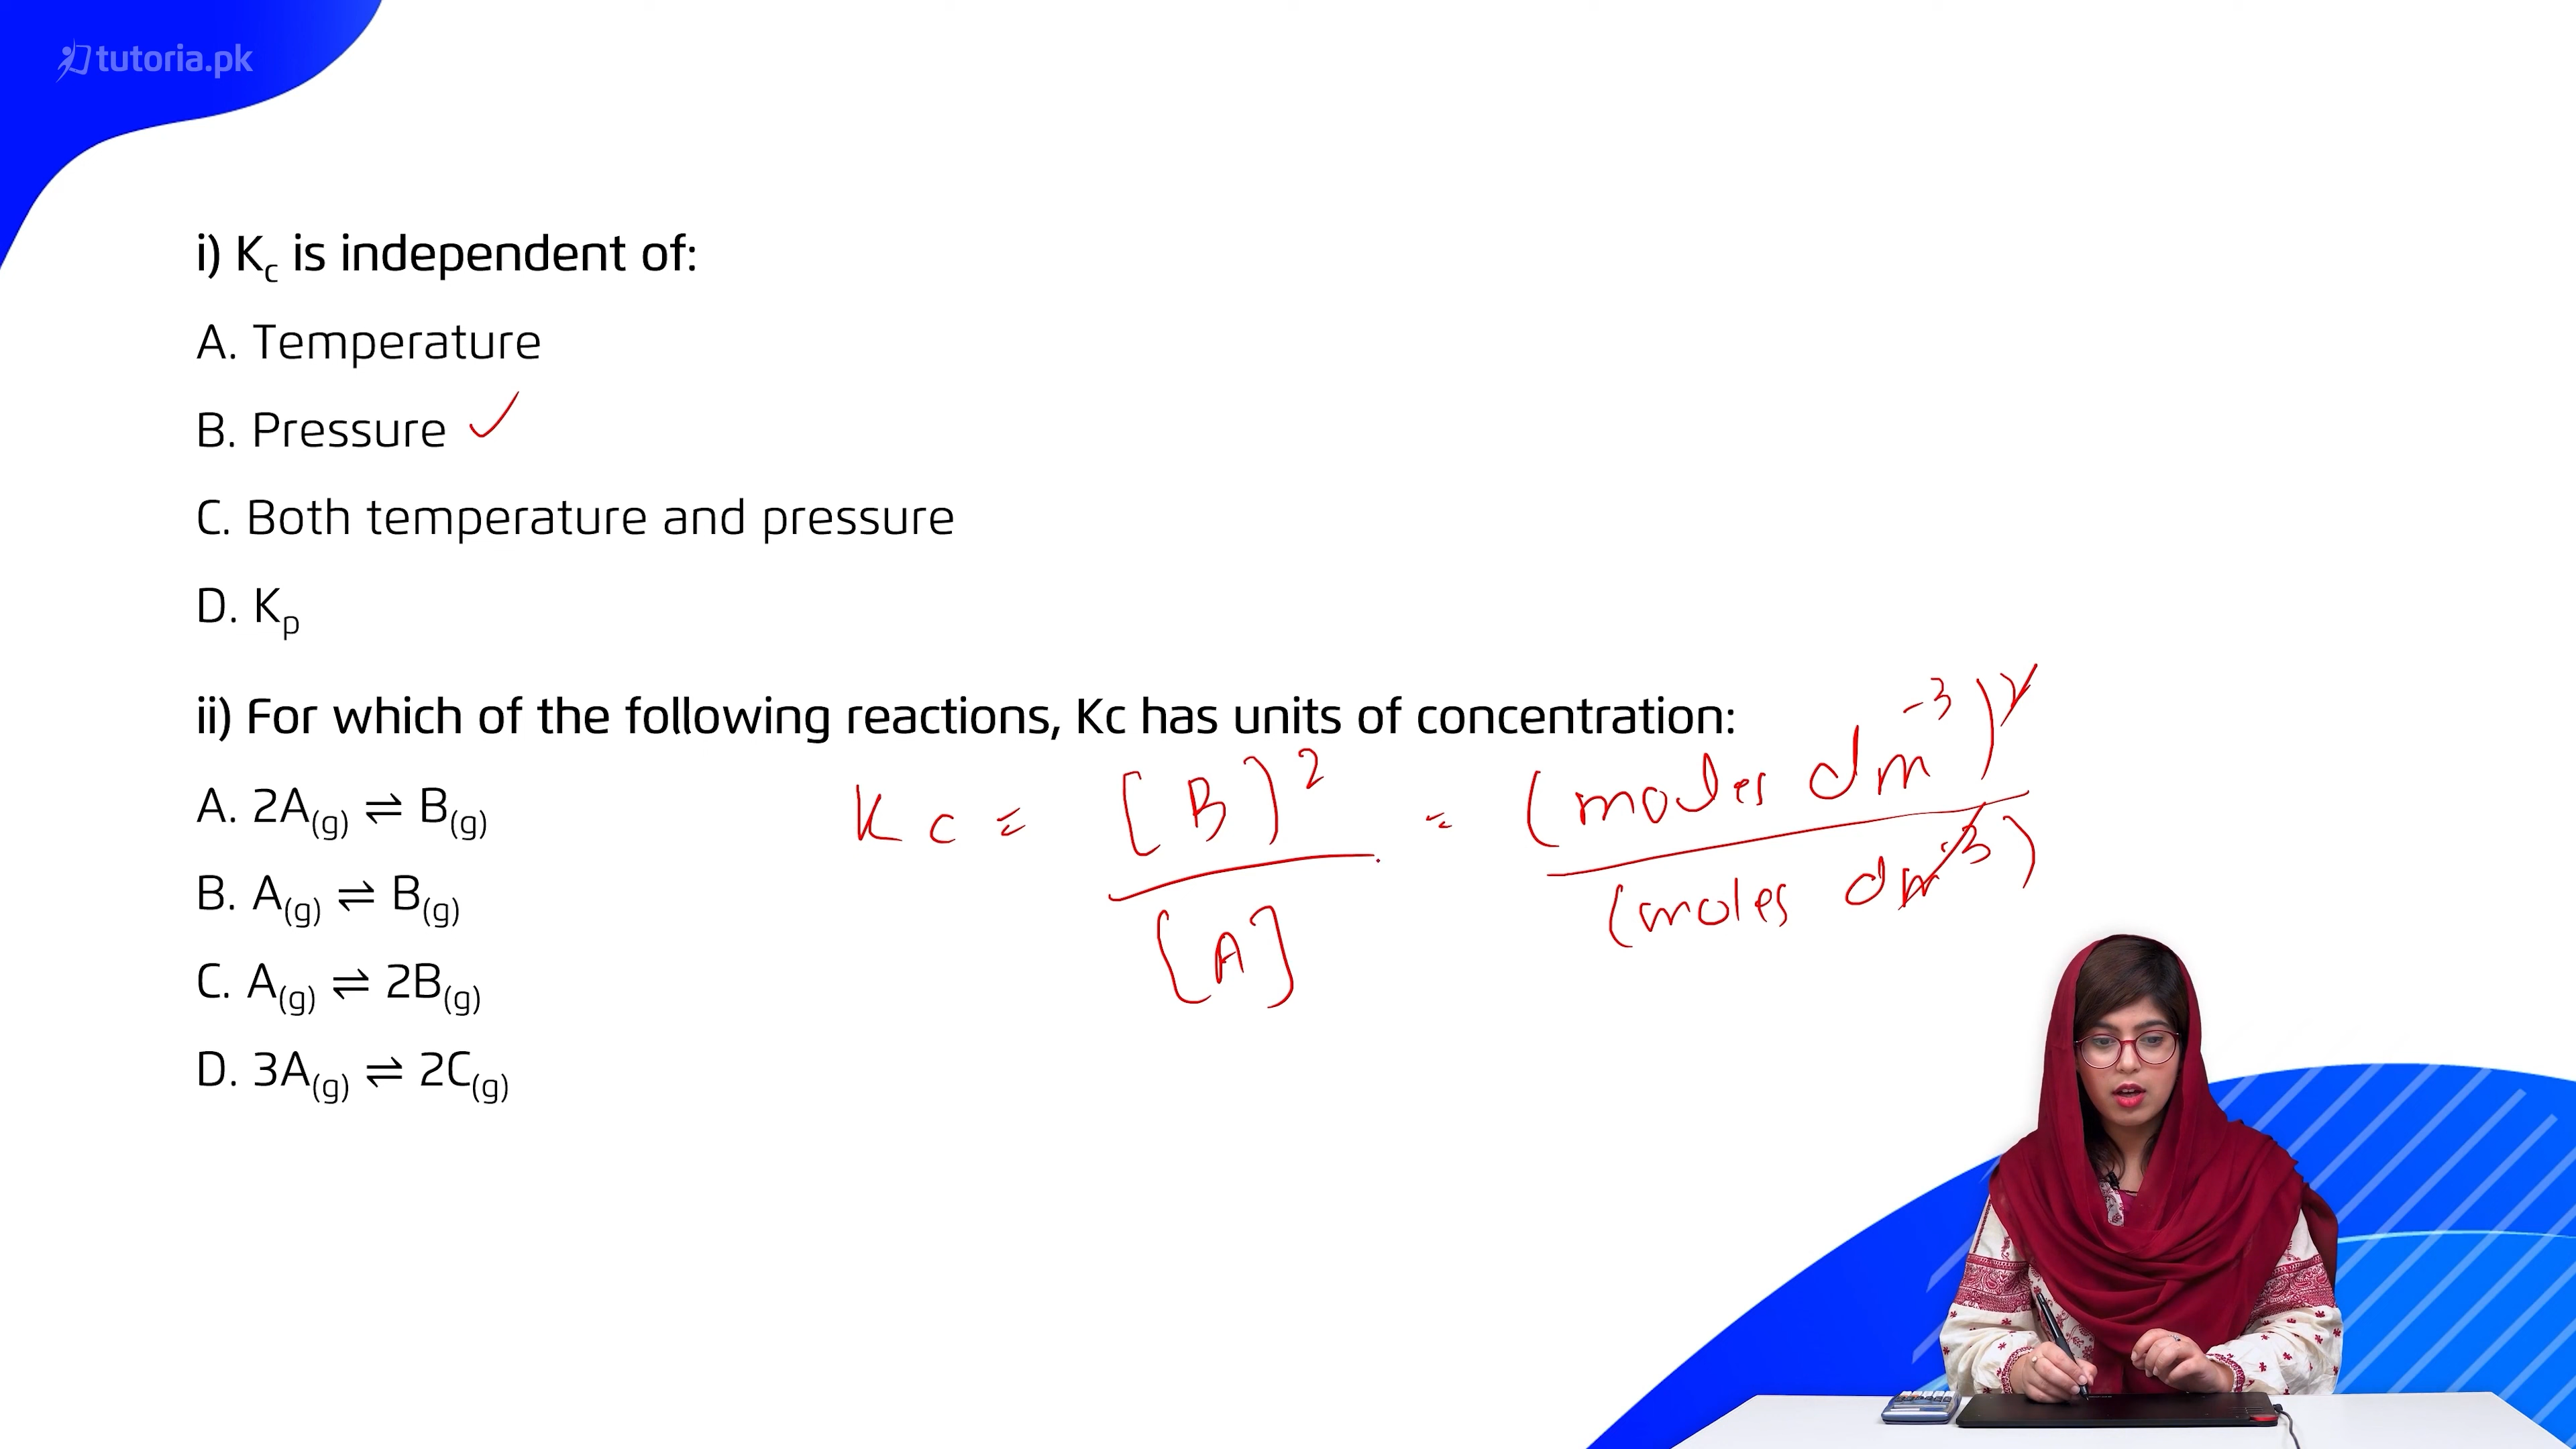 tutoria.pk
i) Kc is independent of:
A. Temperature
B. Pressure ✓
C. Both temperature and pressure
D. Kp
ii) For which of the following reactions, Kc has units of concentration:
A. 2A(g) ⇌ B(g)
B. A(g) ⇌ B(g)
C. A(g) ⇌ 2B(g)
D. 3A(g) ⇌ 2C(g)
Kc = [B]² / [A] = (moles dm⁻³)² / (moles dm⁻³)